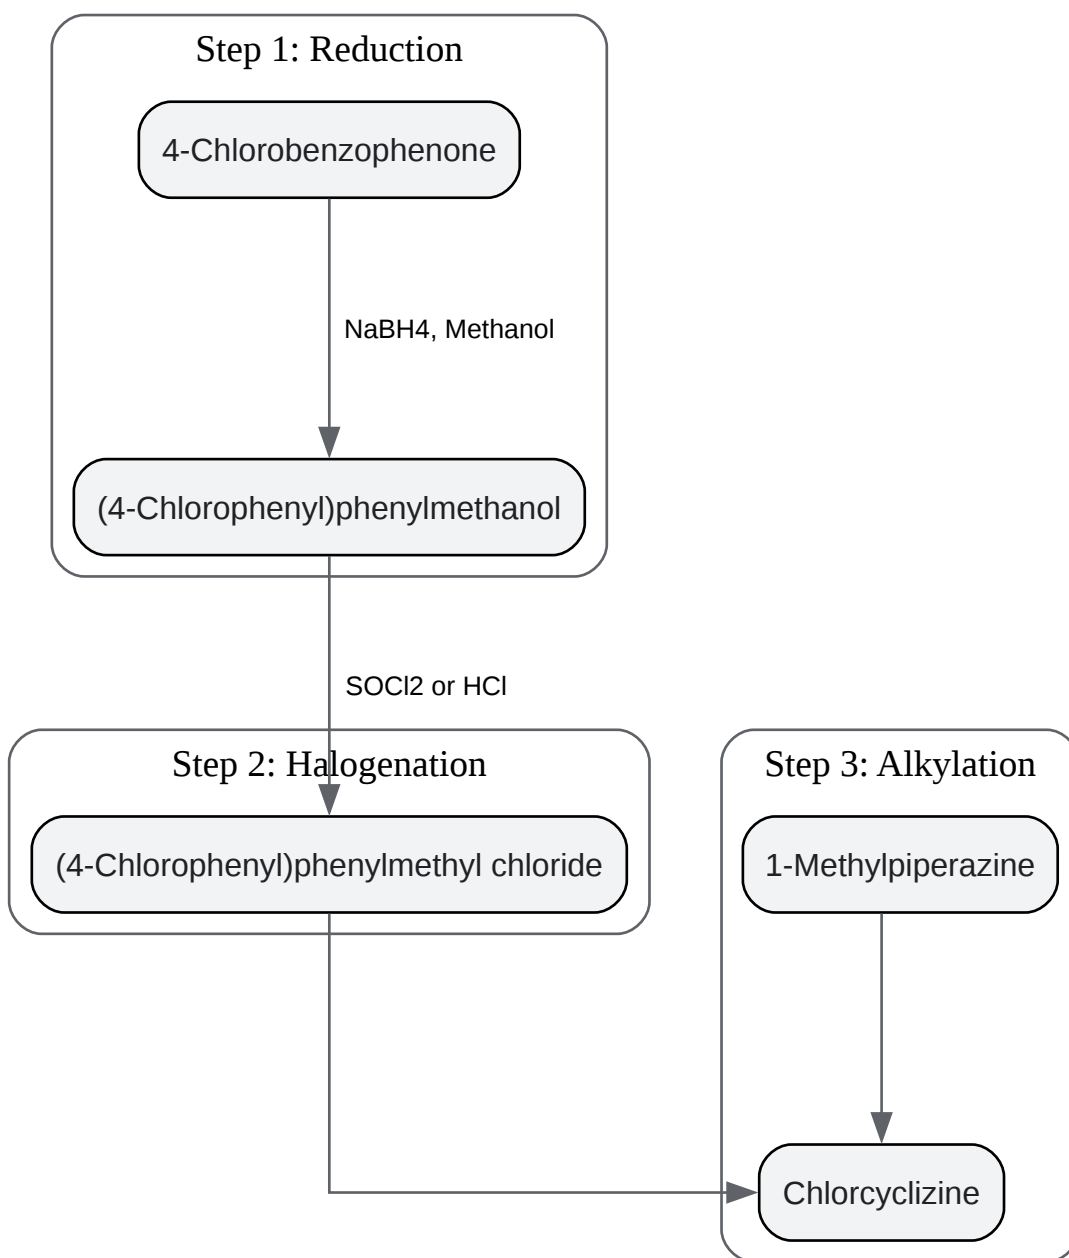 Step 1: Reduction
4-Chlorobenzophenone
NaBH4, Methanol
(4-Chlorophenyl)phenylmethanol
SOCl2 or HCl
Step 2: Halogenation
(4-Chlorophenyl)phenylmethyl chloride
Step 3: Alkylation
1-Methylpiperazine
Chlorcyclizine